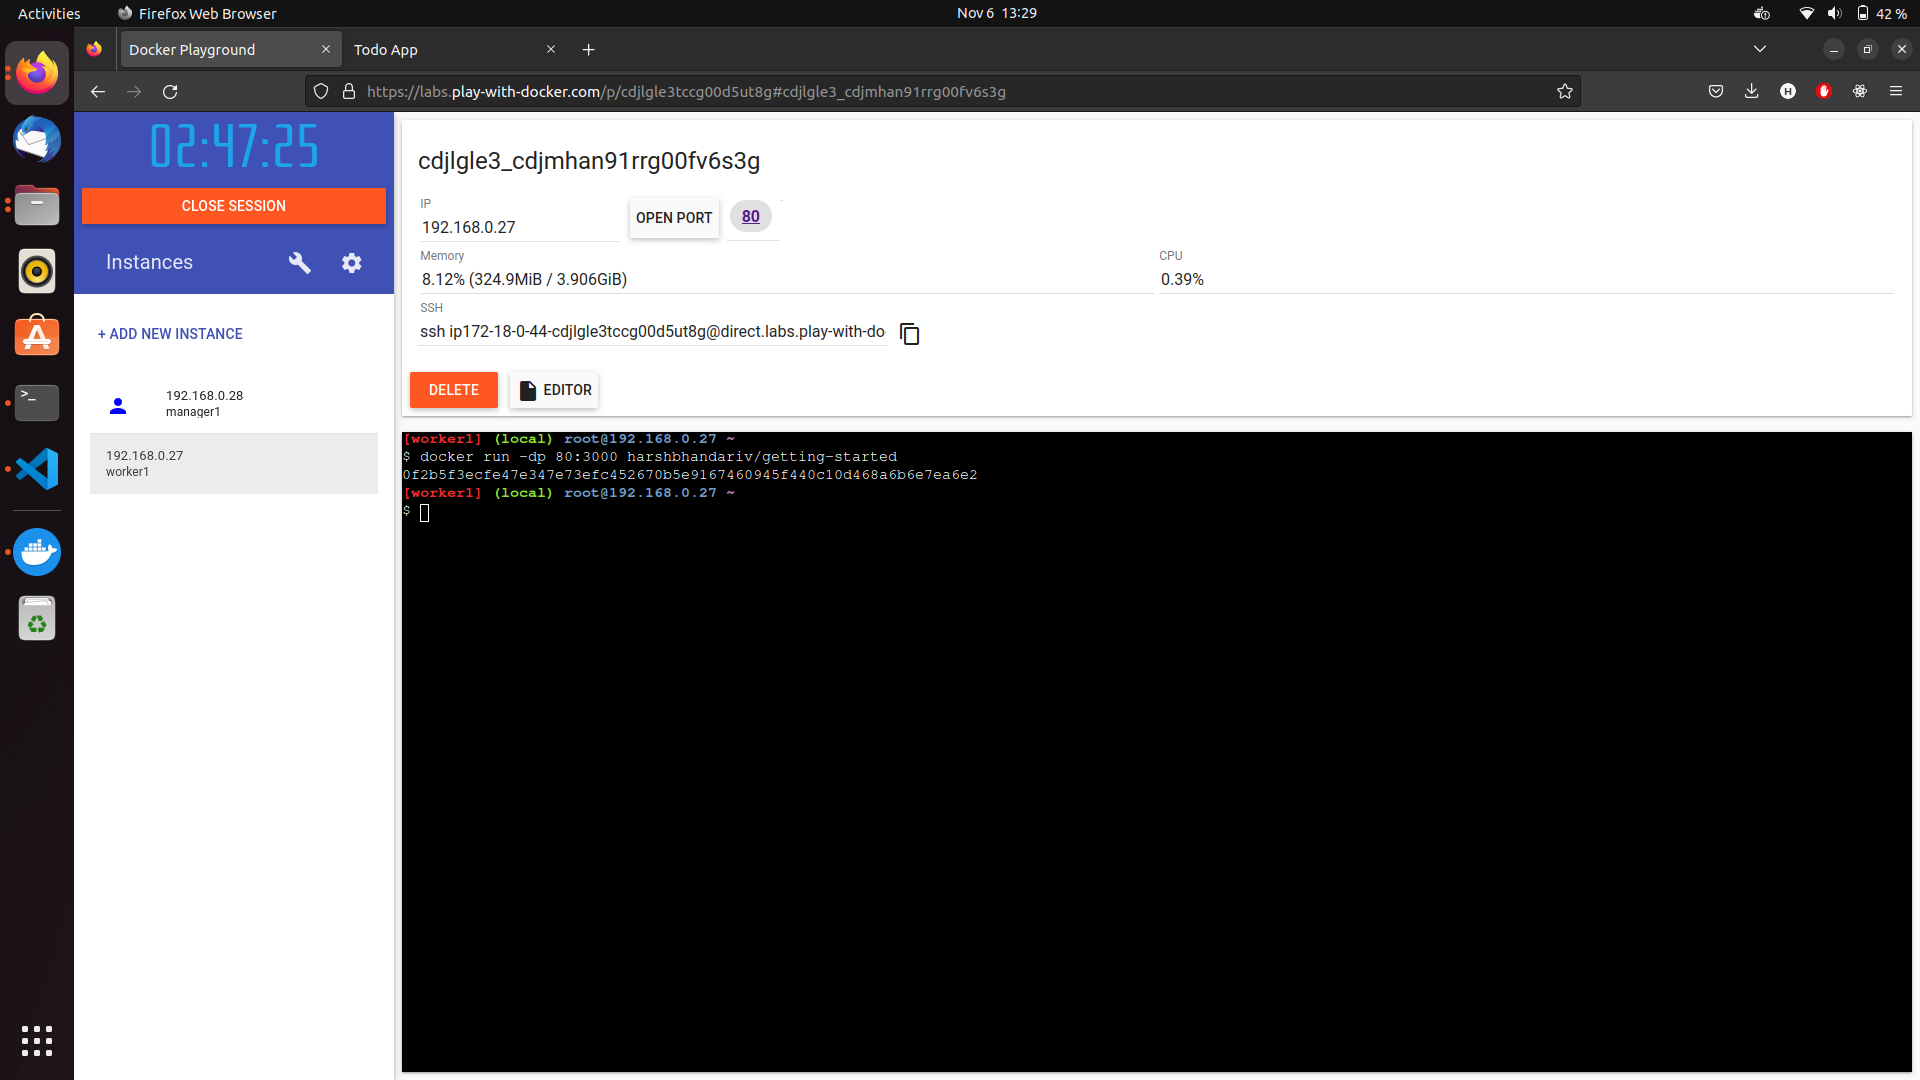 Activities
Firefox Web Browser
Nov 6 13:29
42 %
Docker Playground
Todo App
https://labs.play-with-docker.com/p/cdjlgle3tccg00d5ut8g#cdjlgle3_cdjmhan91rrg00fv6s3g
H
02:47:25
CLOSE SESSION
Instances
+ ADD NEW INSTANCE
192.168.0.28
manager1
192.168.0.27
worker1
cdjlgle3_cdjmhan91rrg00fv6s3g
IP
192.168.0.27
OPEN PORT
80
Memory
8.12% (324.9MiB / 3.906GiB)
CPU
0.39%
SSH
ssh ip172-18-0-44-cdjlgle3tccg00d5ut8g@direct.labs.play-with-do
DELETE
EDITOR
[worker1] (local) root@192.168.0.27 ~
$ docker run -dp 80:3000 harshbhandariv/getting-started
0f2b5f3ecfe47e347e73efc452670b5e9167460945f440c10d468a6b6e7ea6e2
[worker1] (local) root@192.168.0.27 ~
$